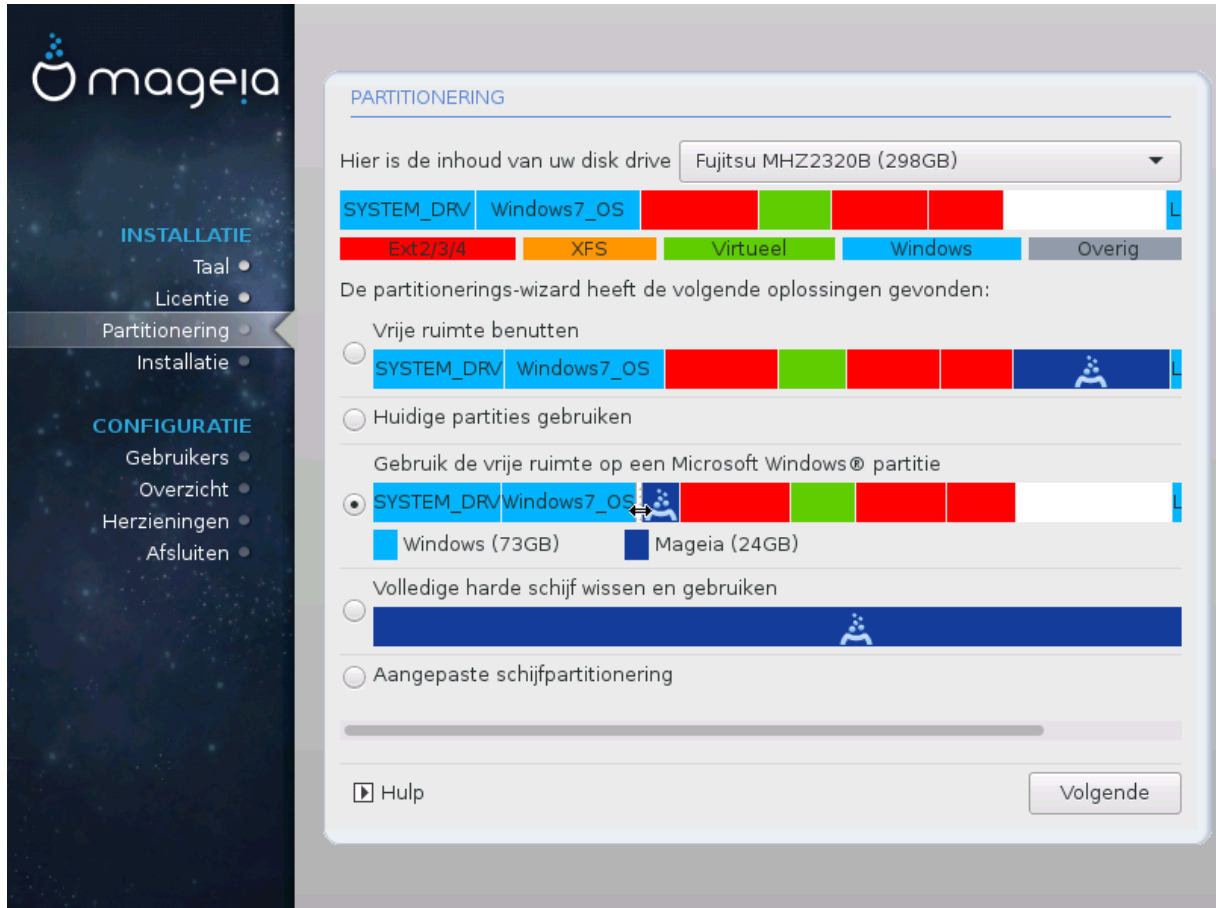 mageia
INSTALLATIE
Taal
Licentie
Partitionering
Installatie
CONFIGURATIE
Gebruikers
Overzicht
Herzieningen
Afsluiten
PARTITIONERING
Hier is de inhoud van uw disk drive Fujitsu MHZ2320B (298GB)
SYSTEM_DRV Windows7_OS L
Ext2/3/4 XFS Virtueel Windows Overig
De partitionerings-wizard heeft de volgende oplossingen gevonden:
Vrije ruimte benutten
SYSTEM_DRV Windows7_OS L
Huidige partities gebruiken
Gebruik de vrije ruimte op een Microsoft Windows® partitie
SYSTEM_DRV Windows7_OS L
Windows (73GB) Mageia (24GB)
Volledige harde schijf wissen en gebruiken
Aangepaste schijfpartitionering
Hulp
Volgende